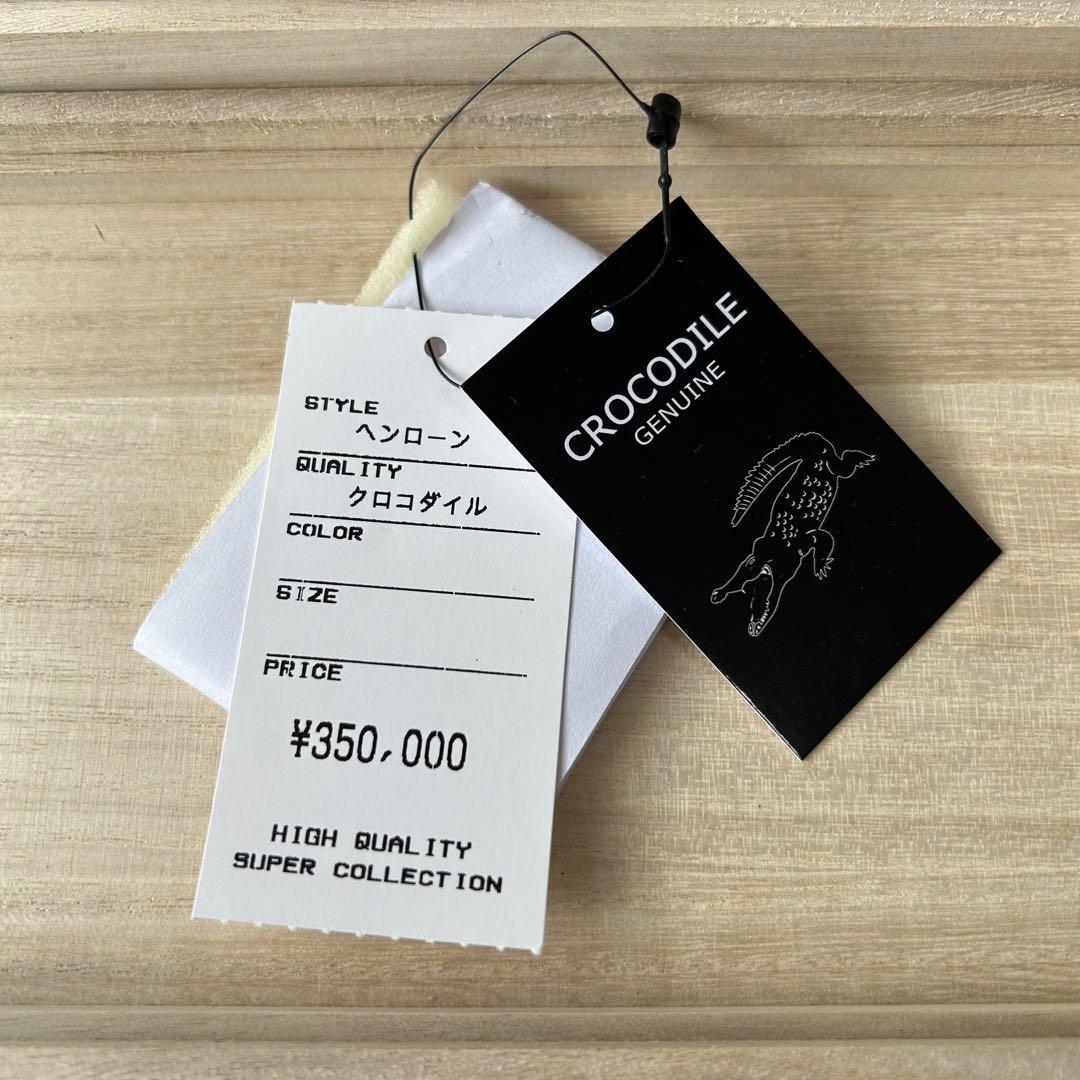 STYLE
ヘンローン
QUALITY
クロコダイル
COLOR
SIZE
PRICE
¥350,000
HIGH QUALITY
SUPER COLLECTION
CROCODILE
GENUINE